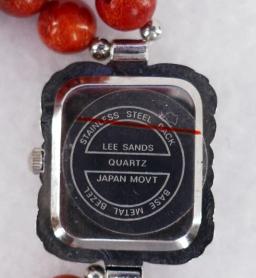 STAINLESS STEEL BACK
LEE SANDS
QUARTZ
JAPAN MOVT
BASE METAL BEZEL